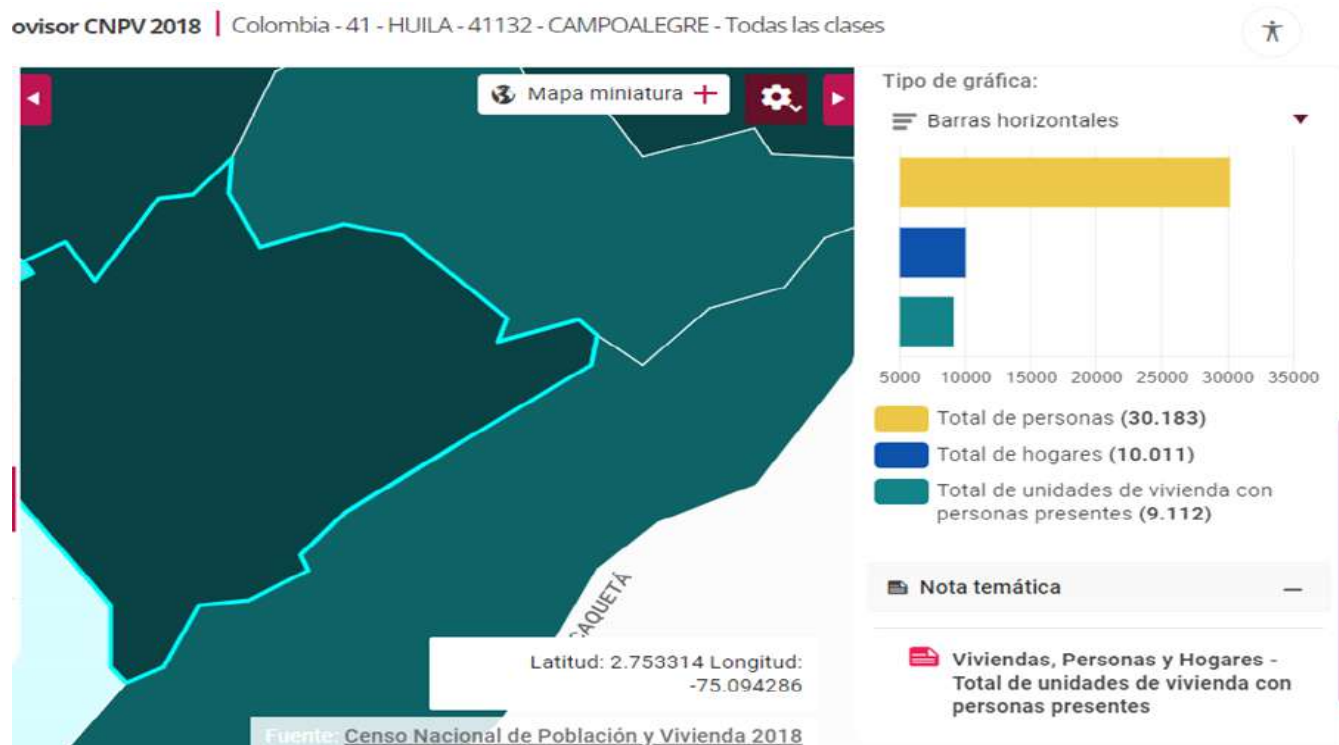 ovisor CNPV 2018 | Colombia - 41 - HUILA - 41132 - CAMPOALEGRE - Todas las clases
Mapa miniatura +
CAQUETÁ
Latitud: 2.753314 Longitud:
-75.094286
Fuente: Censo Nacional de Población y Vivienda 2018
Tipo de gráfica:
Barras horizontales
5000 10000 15000 20000 25000 30000 35000
Total de personas (30.183)
Total de hogares (10.011)
Total de unidades de vivienda con
personas presentes (9.112)
Nota temática
Viviendas, Personas y Hogares -
Total de unidades de vivienda con
personas presentes